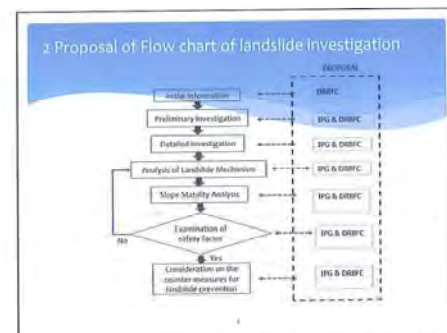 2 Proposal of Flow chart of landslide investigation
PROPOSAL
Initial Information
DRBFC
Preliminary Investigation
IPG & DRBFC
Detailed Investigation
IPG & DRBFC
Analysis of Landslide Mechanism
IPG & DRBFC
Slope Stability Analysis
IPG & DRBFC
Examination of
safety factor
IPG & DRBFC
No
Yes
Consideration on the
counter measures for
landslide prevention
IPG & DRBFC